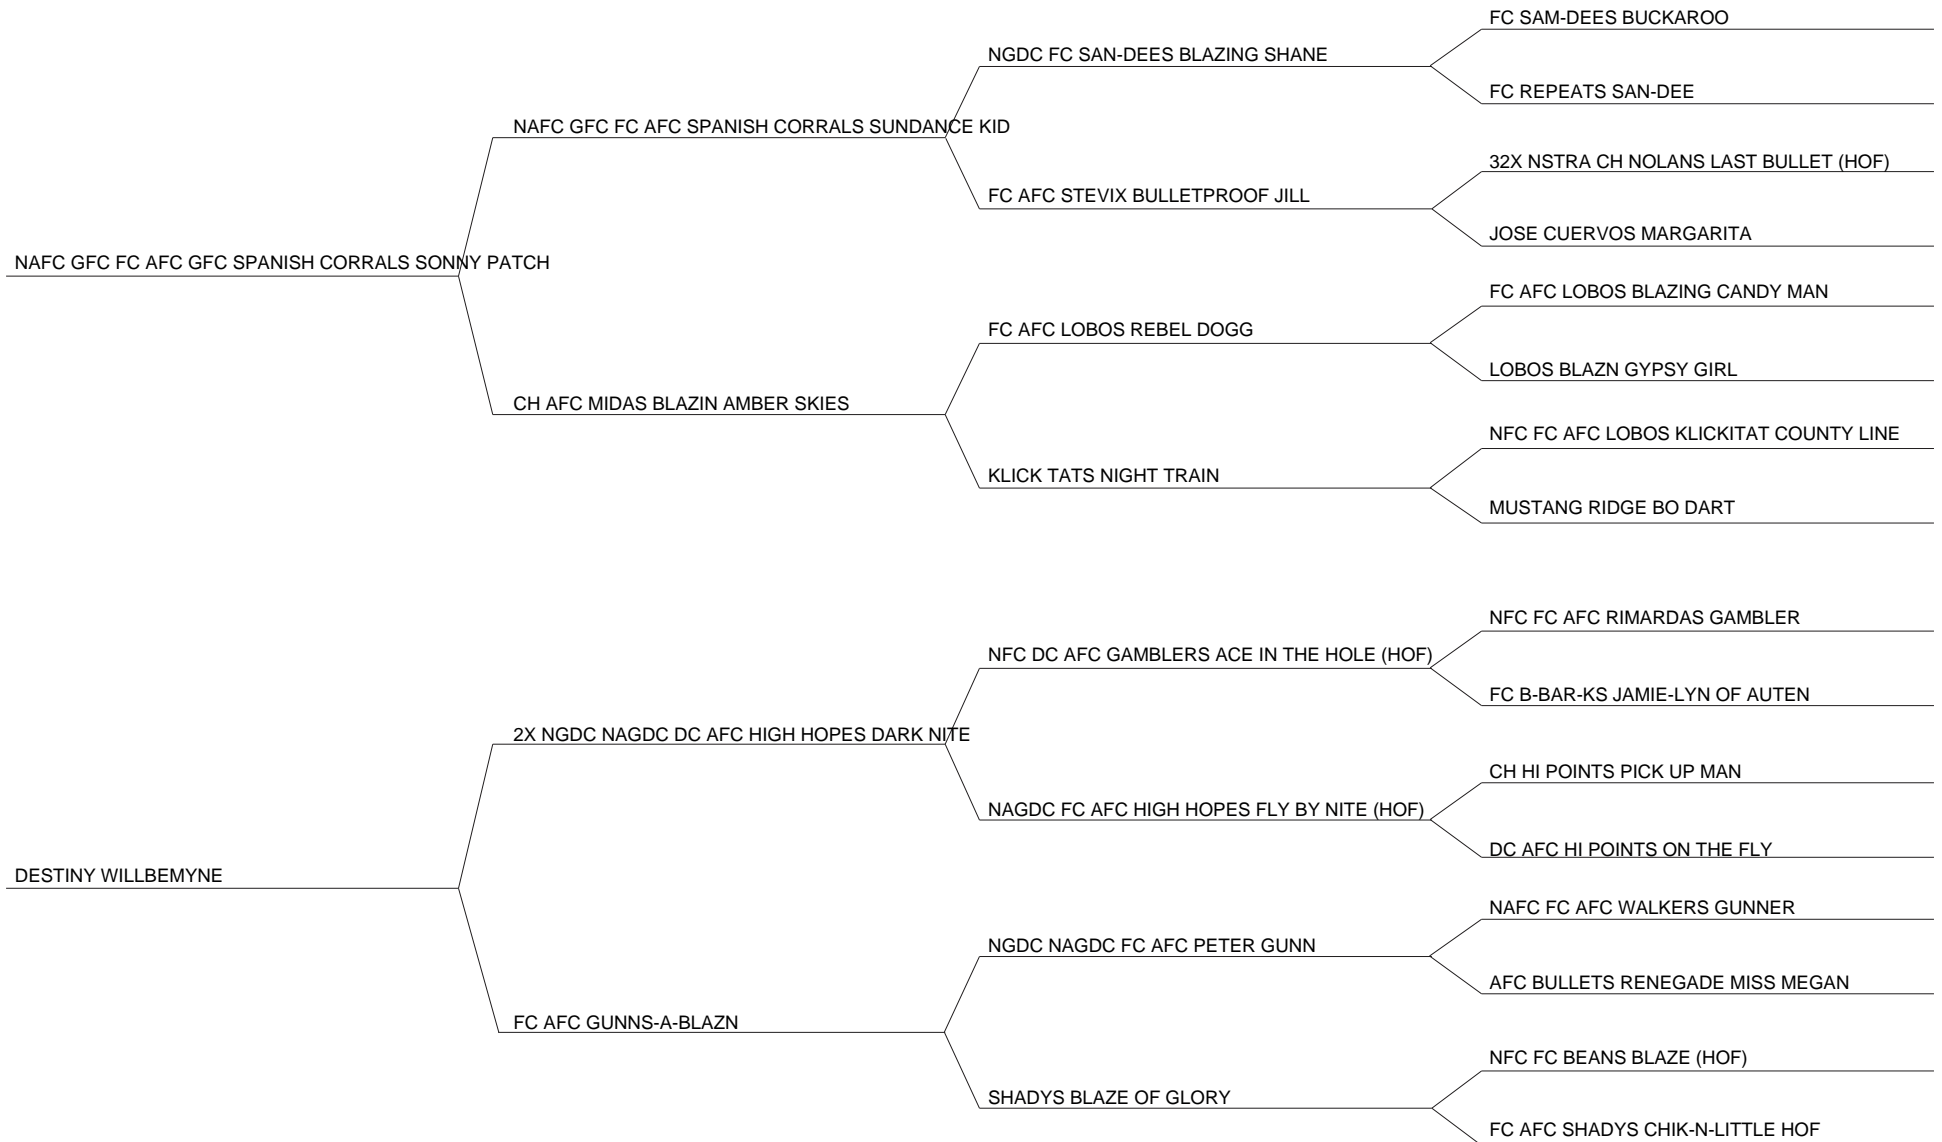 FC SAM-DEES BUCKAROO
NGDC FC SAN-DEES BLAZING SHANE
FC REPEATS SAN-DEE
NAFC GFC FC AFC SPANISH CORRALS SUNDANCE KID
32X NSTRA CH NOLANS LAST BULLET (HOF)
FC AFC STEVIX BULLETPROOF JILL
JOSE CUERVOS MARGARITA
NAFC GFC FC AFC GFC SPANISH CORRALS SONNY PATCH
FC AFC LOBOS BLAZING CANDY MAN
FC AFC LOBOS REBEL DOGG
LOBOS BLAZN GYPSY GIRL
CH AFC MIDAS BLAZIN AMBER SKIES
NFC FC AFC LOBOS KLICKITAT COUNTY LINE
KLICK TATS NIGHT TRAIN
MUSTANG RIDGE BO DART
NFC FC AFC RIMARDAS GAMBLER
NFC DC AFC GAMBLERS ACE IN THE HOLE (HOF)
FC B-BAR-KS JAMIE-LYN OF AUTEN
2X NGDC NAGDC DC AFC HIGH HOPES DARK NITE
CH HI POINTS PICK UP MAN
NAGDC FC AFC HIGH HOPES FLY BY NITE (HOF)
DC AFC HI POINTS ON THE FLY
DESTINY WILLBEMYNE
NAFC FC AFC WALKERS GUNNER
NGDC NAGDC FC AFC PETER GUNN
AFC BULLETS RENEGADE MISS MEGAN
FC AFC GUNNS-A-BLAZN
NFC FC BEANS BLAZE (HOF)
SHADYS BLAZE OF GLORY
FC AFC SHADYS CHIK-N-LITTLE HOF